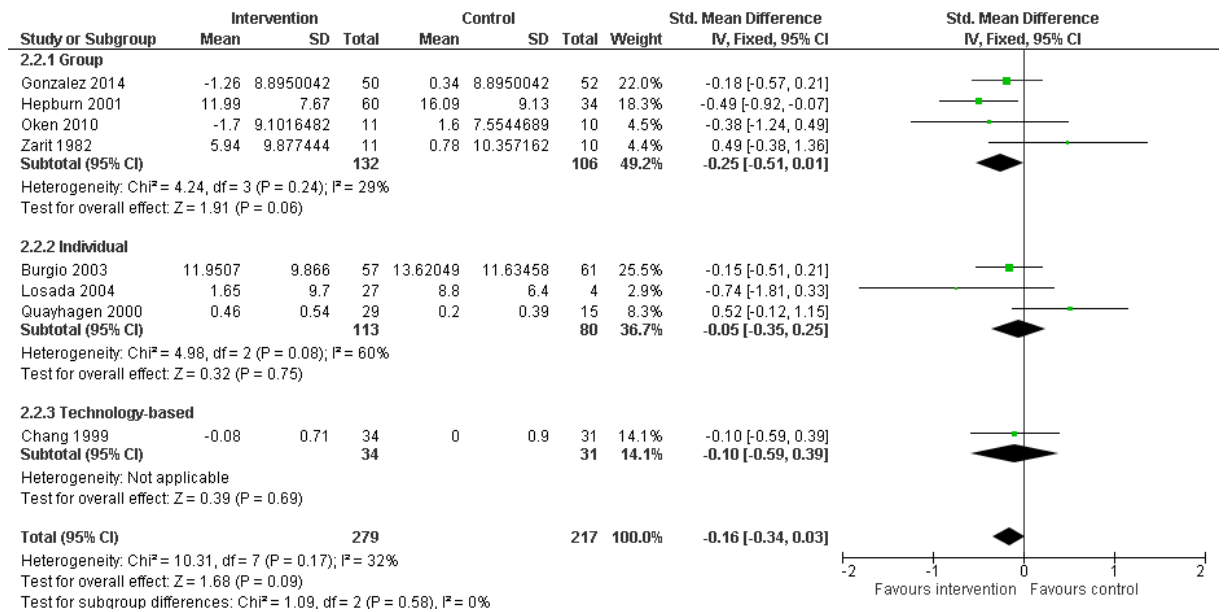 Intervention Control Std. Mean Difference Std. Mean Difference
Study or Subgroup Mean SD Total Mean SD Total Weight IV, Fixed, 95% CI IV, Fixed, 95% CI
2.2.1 Group
Gonzalez 2014 -1.26 8.8950042 50 0.34 8.8950042 52 22.0% -0.18 [-0.57, 0.21]
Hepburn 2001 11.99 7.67 60 16.09 9.13 34 18.3% -0.49 [-0.92, -0.07]
Oken 2010 -1.7 9.1016482 11 1.6 7.5544689 10 4.5% -0.38 [-1.24, 0.49]
Zarit 1982 5.94 9.877444 11 0.78 10.357162 10 4.4% 0.49 [-0.38, 1.36]
Subtotal (95% CI) 132 106 49.2% -0.25 [-0.51, 0.01]
Heterogeneity: Chi² = 4.24, df = 3 (P = 0.24); I² = 29%
Test for overall effect: Z = 1.91 (P = 0.06)
2.2.2 Individual
Burgio 2003 11.9507 9.866 57 13.62049 11.63458 61 25.5% -0.15 [-0.51, 0.21]
Losada 2004 1.65 9.7 27 8.8 6.4 4 2.9% -0.74 [-1.81, 0.33]
Quayhagen 2000 0.46 0.54 29 0.2 0.39 15 8.3% 0.52 [-0.12, 1.15]
Subtotal (95% CI) 113 80 36.7% -0.05 [-0.35, 0.25]
Heterogeneity: Chi² = 4.98, df = 2 (P = 0.08); I² = 60%
Test for overall effect: Z = 0.32 (P = 0.75)
2.2.3 Technology-based
Chang 1999 -0.08 0.71 34 0 0.9 31 14.1% -0.10 [-0.59, 0.39]
Subtotal (95% CI) 34 31 14.1% -0.10 [-0.59, 0.39]
Heterogeneity: Not applicable
Test for overall effect: Z = 0.39 (P = 0.69)
Total (95% CI) 279 217 100.0% -0.16 [-0.34, 0.03]
Heterogeneity: Chi² = 10.31, df = 7 (P = 0.17); I² = 32%
Test for overall effect: Z = 1.68 (P = 0.09)
Test for subgroup differences: Chi² = 1.09, df = 2 (P = 0.58), I² = 0%
-2 -1 0 1 2
Favours intervention Favours control